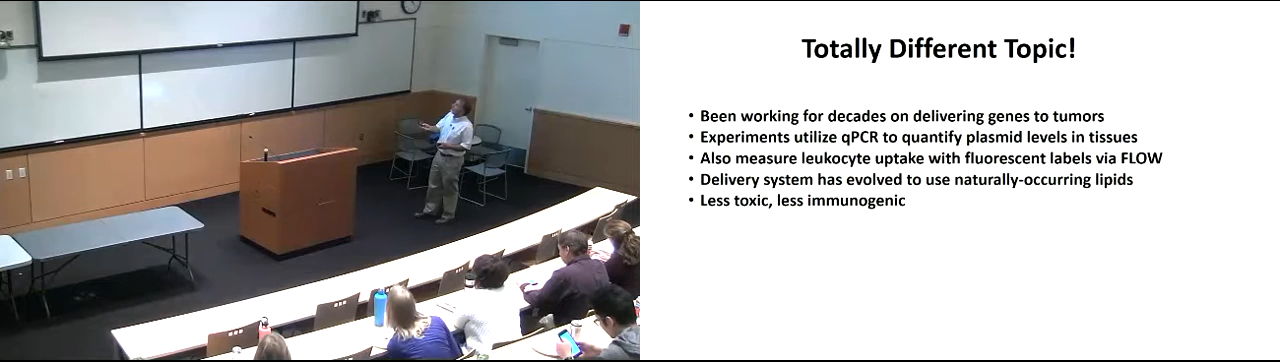 Totally Different Topic!
• Been working for decades on delivering genes to tumors
• Experiments utilize qPCR to quantify plasmid levels in tissues
• Also measure leukocyte uptake with fluorescent labels via FLOW
• Delivery system has evolved to use naturally-occurring lipids
• Less toxic, less immunogenic